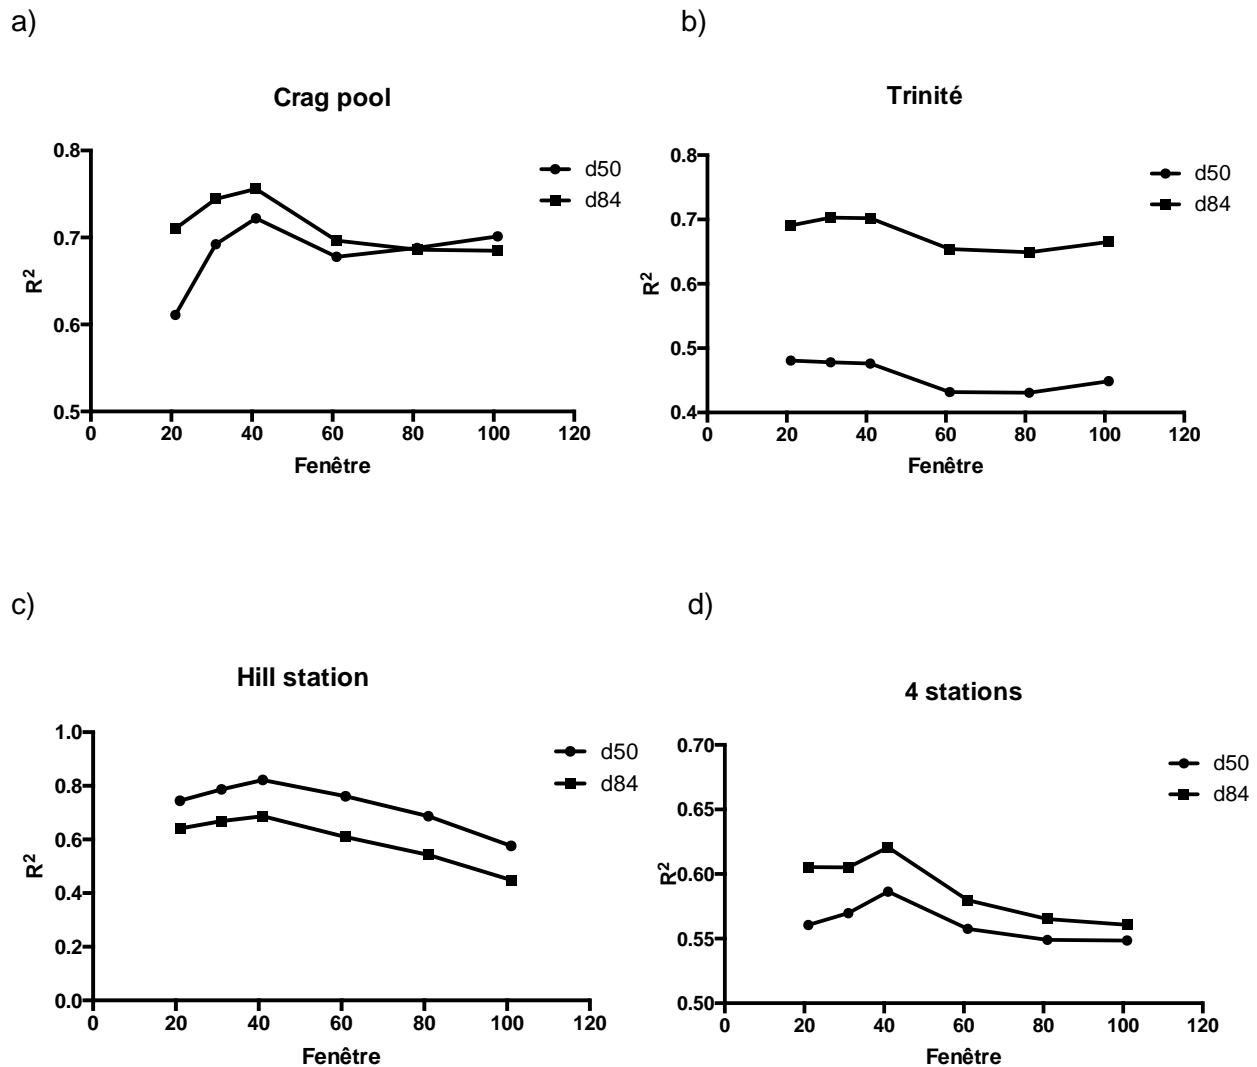 a)
Crag pool
d50
d84
0.8
0.7
0.6
0.5
R²
0 20 40 60 80 100 120
Fenêtre
b)
Trinité
d50
d84
0.8
0.7
0.6
0.5
0.4
R²
0 20 40 60 80 100 120
Fenêtre
c)
Hill station
d50
d84
1.0
0.8
0.6
0.4
0.2
0.0
R²
0 20 40 60 80 100 120
Fenêtre
d)
4 stations
d50
d84
0.70
0.65
0.60
0.55
0.50
R²
0 20 40 60 80 100 120
Fenêtre